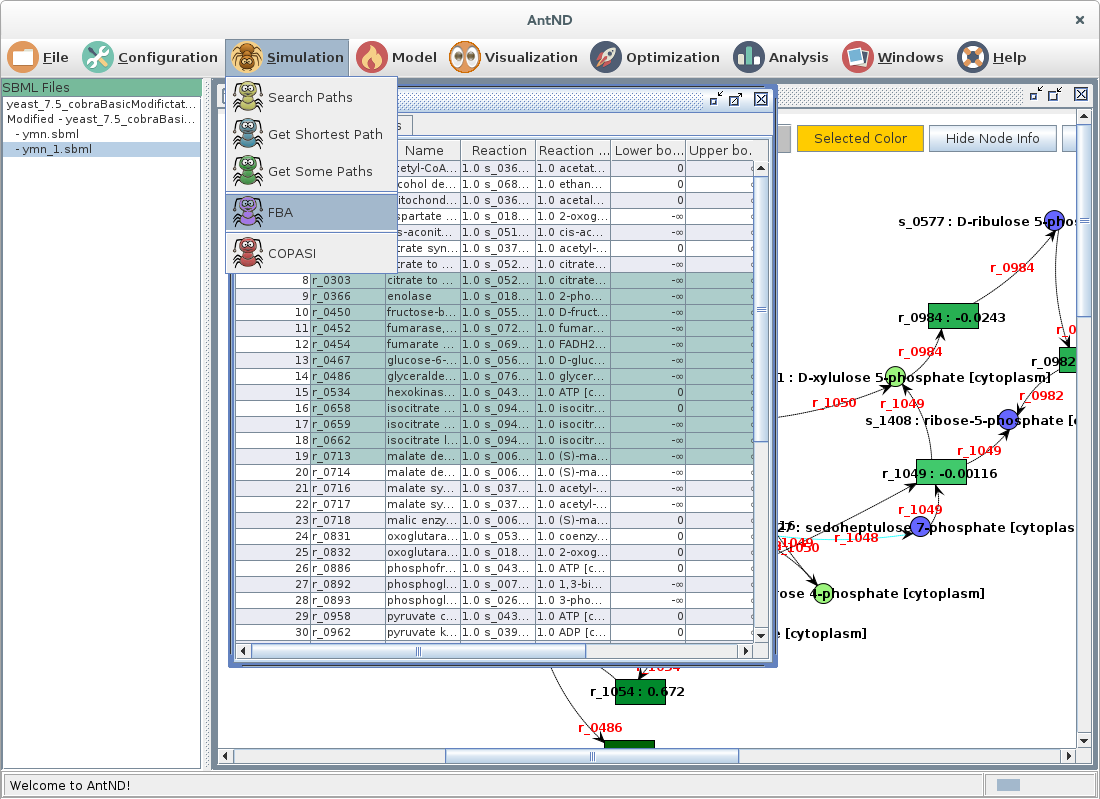 AntND
File Configuration Simulation Model Visualization Optimization Analysis Windows Help
SBML Files
yeast_7.5_cobraBasicModifictat...
Modified - yeast_7.5_cobraBasi...
- ymn.sbml
- ymn_1.sbml
Search Paths
Get Shortest Path
Get Some Paths
FBA
COPASI
Name Reaction Reaction ... Lower bo... Upper bo.
cetyl-CoA... 1.0 s_036... 1.0 acetat... 0
cohol de... 1.0 s_068... 1.0 ethan... 0
itochond... 1.0 s_036... 1.0 acetal... 0
spartate ... 1.0 s_018... 1.0 2-oxog... -∞
is-aconit... 1.0 s_051... 1.0 cis-ac... -∞
trate syn... 1.0 s_037... 1.0 acetyl-... 0
trate to ... 1.0 s_052... 1.0 citrate... -∞
8 r_0303 citrate to ... 1.0 s_052... 1.0 citrate... -∞
9 r_0366 enolase 1.0 s_018... 1.0 2-pho... -∞
10 r_0450 fructose-b... 1.0 s_055... 1.0 D-fruct... -∞
11 r_0452 fumarase,... 1.0 s_072... 1.0 fumar... -∞
12 r_0454 fumarate ... 1.0 s_069... 1.0 FADH2... -∞
13 r_0467 glucose-6-... 1.0 s_056... 1.0 D-gluc... -∞
14 r_0486 glyceralde... 1.0 s_076... 1.0 glycer... -∞
15 r_0534 hexokinas... 1.0 s_043... 1.0 ATP [c... 0
16 r_0658 isocitrate ... 1.0 s_094... 1.0 isocitr... 0
17 r_0659 isocitrate ... 1.0 s_094... 1.0 isocitr... -∞
18 r_0662 isocitrate l... 1.0 s_094... 1.0 isocitr... -∞
19 r_0713 malate de... 1.0 s_006... 1.0 (S)-ma... -∞
20 r_0714 malate de... 1.0 s_006... 1.0 (S)-ma... -∞
21 r_0716 malate sy... 1.0 s_037... 1.0 acetyl-... -∞
22 r_0717 malate sy... 1.0 s_037... 1.0 acetyl-... -∞
23 r_0718 malic enzy... 1.0 s_006... 1.0 (S)-ma... 0
24 r_0831 oxoglutara... 1.0 s_053... 1.0 coenzy... 0
25 r_0832 oxoglutara... 1.0 s_018... 1.0 2-oxog... 0
26 r_0886 phosphofr... 1.0 s_043... 1.0 ATP [c... 0
27 r_0892 phosphogl... 1.0 s_007... 1.0 1,3-bi... -∞
28 r_0893 phosphogl... 1.0 s_026... 1.0 3-pho... -∞
29 r_0958 pyruvate c... 1.0 s_043... 1.0 ATP [c... 0
30 r_0962 pyruvate k... 1.0 s_039... 1.0 ADP [c... 0
Selected Color Hide Node Info
s_0577 : D-ribulose 5-phos
r_0984
r_0984 : -0.0243
r_0
r_0984
r_0982
1 : D-xylulose 5-phosphate [cytoplasm]
r_1050 r_1049
r_0982
s_1408 : ribose-5-phosphate [c
r_1049
r_1049 : -0.00116
r_1049
27: sedoheptulose 7-phosphate [cytoplas
r_1048
1049
1050
ose 4-phosphate [cytoplasm]
e [cytoplasm]
r_1054
r_1054 : 0.672
r_0486
Welcome to AntND!